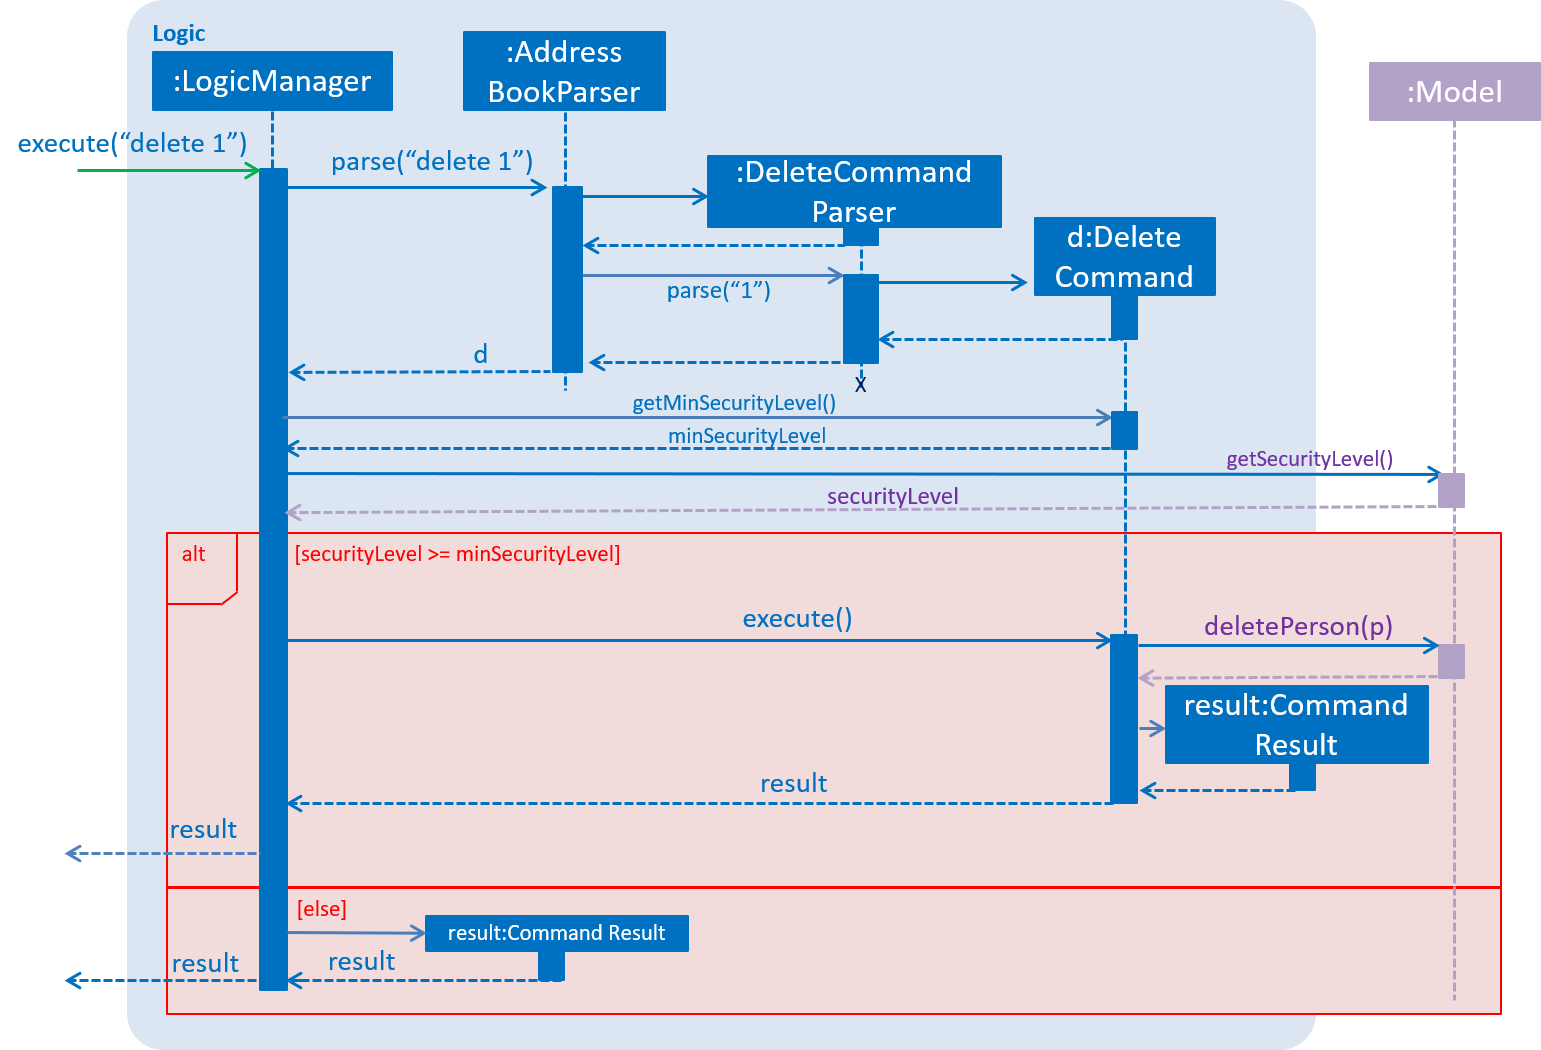 Logic
:LogicManager
:Address
BookParser
:Model
execute(“delete 1”)
parse(“delete 1”)
:DeleteCommand
Parser
d:Delete
Command
parse(“1”)
d
X
getMinSecurityLevel()
minSecurityLevel
getSecurityLevel()
securityLevel
alt
[securityLevel >= minSecurityLevel]
execute()
deletePerson(p)
result:Command
Result
result
result
[else]
result:Command Result
result
result